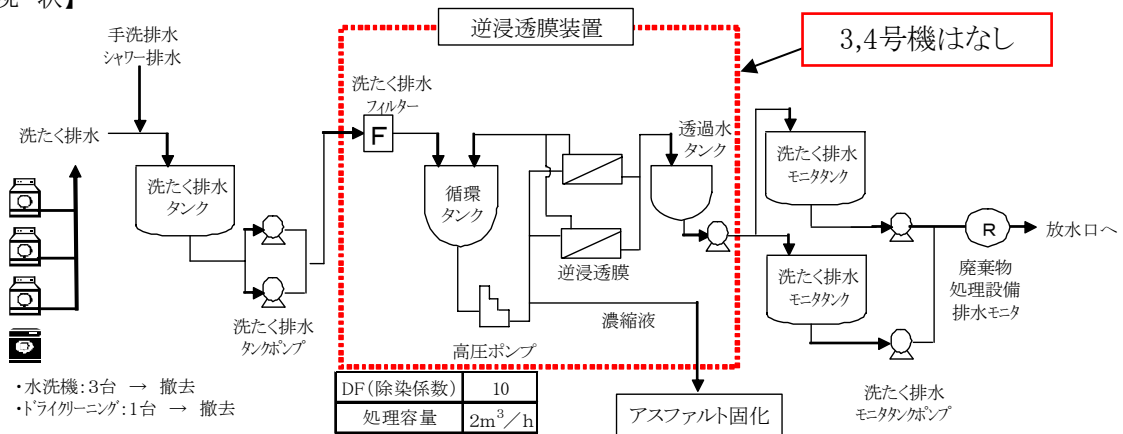 現 状】
逆浸透膜装置
3,4号機はなし
手洗排水
シャワー排水
洗たく排水
洗たく排水
タンク
洗たく排水
タンクポンプ
洗たく排水
フィルター
F
循環
タンク
高圧ポンプ
逆浸透膜
濃縮液
透過水
タンク
洗たく排水
モニタタンク
洗たく排水
モニタタンク
R
放水口へ
廃棄物
処理設備
排水モニタ
洗たく排水
モニタタンクポンプ
・水洗機:3台 → 撤去
・ドライクリーニング:1台 → 撤去
DF(除染係数) 10
処理容量 2m³/h
アスファルト固化